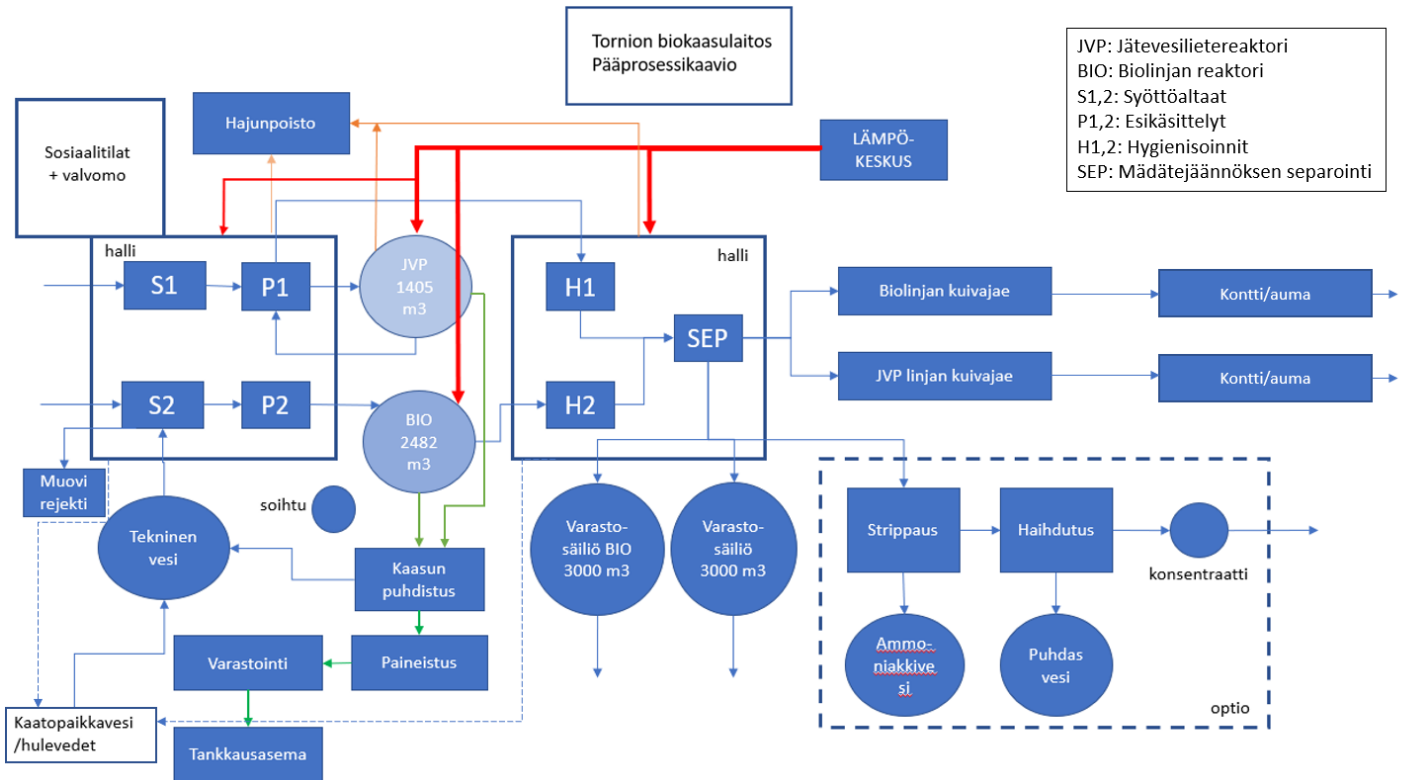 Tornion biokaasulaitos
Pääprosessikaavio
JVP: Jätevesilietereaktori
BIO: Biolinjan reaktori
S1,2: Syöttöaltaat
P1,2: Esikäsittelyt
H1,2: Hygienisoinnit
SEP: Mädätejäännöksen separointi
Sosiaalitilat
+ valvomo
Hajunpoisto
LÄMPÖ-
KESKUS
halli
S1
P1
JVP
1405
m3
halli
H1
SEP
Biolinjan kuivajae
Kontti/auma
JVP linjan kuivajae
Kontti/auma
S2
P2
BIO
2482
m3
H2
Muovi
rejekti
soihtu
Tekninen
vesi
Kaasun
puhdistus
Varasto-
säiliö BIO
3000 m3
Varasto-
säiliö
3000 m3
Strippaus
Haihdutus
konsentraatti
Varastointi
Paineistus
Ammo-
niakkive
si
Puhdas
vesi
optio
Kaatopaikkavesi
/hulevedet
Tankkausasema